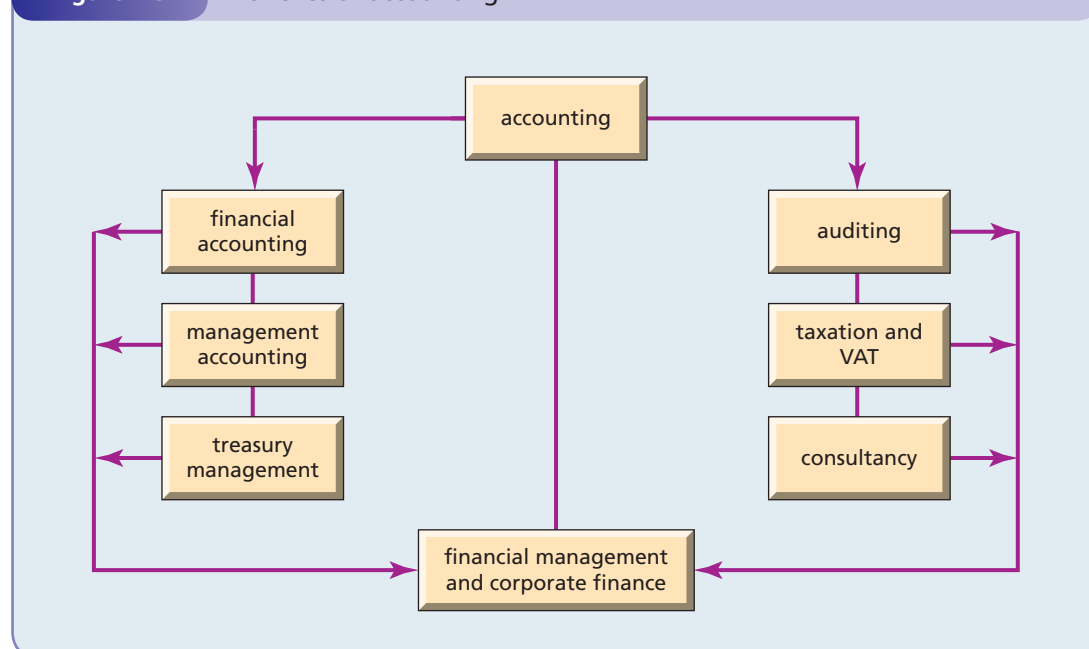 accounting
financial
accounting
auditing
management
accounting
taxation and
VAT
treasury
management
consultancy
financial management
and corporate finance